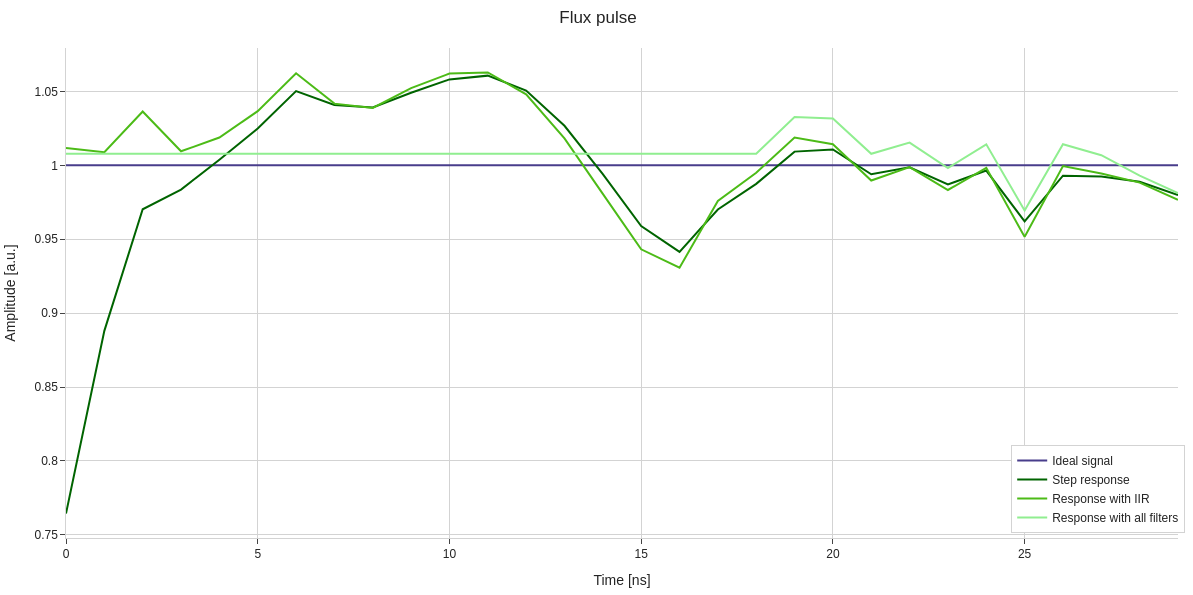 Flux pulse
Amplitude [a.u.]
1.05
1
0.95
0.9
0.85
0.8
0.75
0
5
10
15
20
25
Time [ns]
Ideal signal
Step response
Response with IIR
Response with all filters